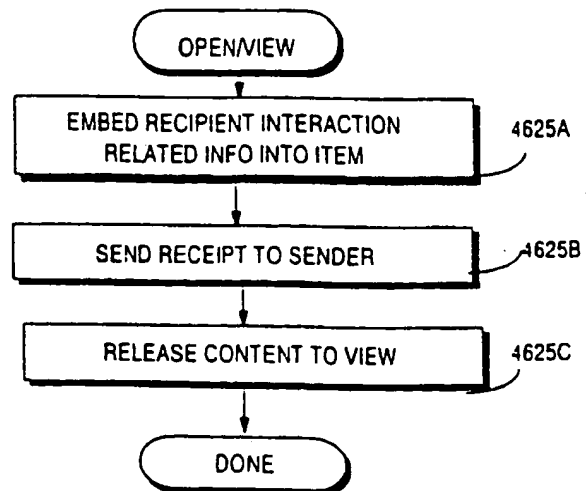 OPEN/VIEW
EMBED RECIPIENT INTERACTION
RELATED INFO INTO ITEM
4625A
SEND RECEIPT TO SENDER
4625B
RELEASE CONTENT TO VIEW
4625C
DONE